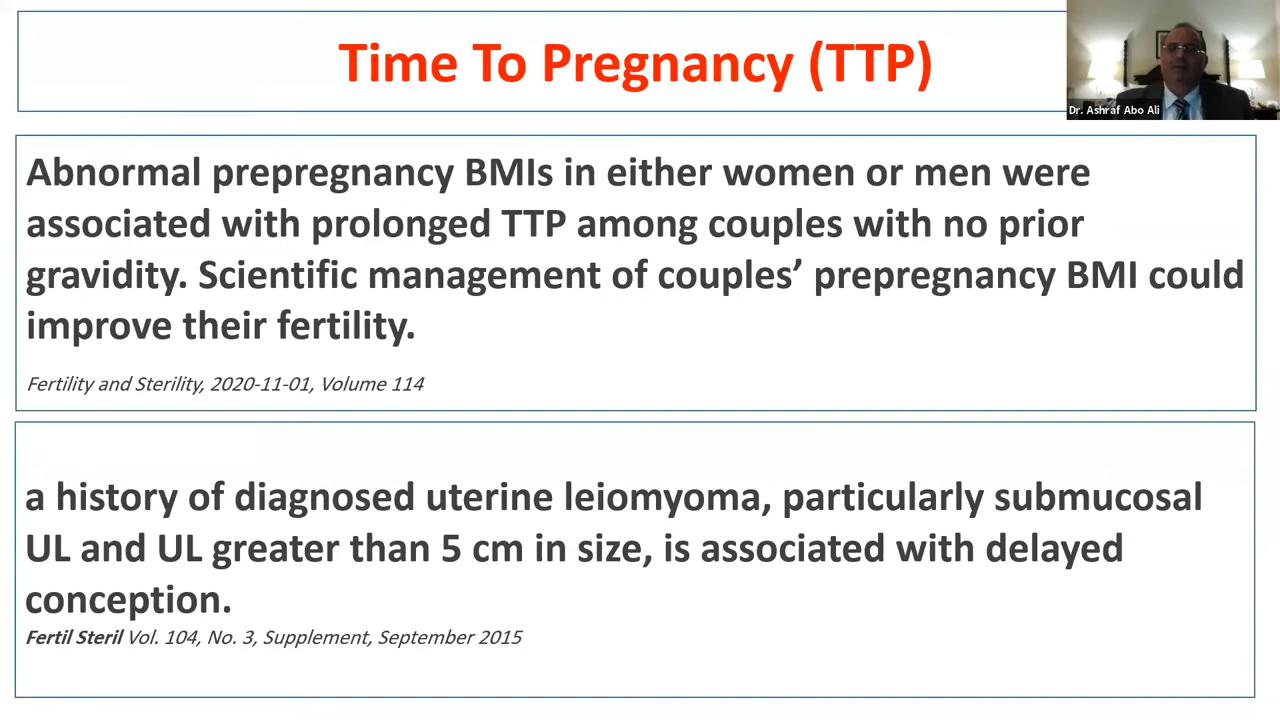 Time To Pregnancy (TTP)
Dr. Ashraf Abo Ali
Abnormal prepregnancy BMIs in either women or men were
associated with prolonged TTP among couples with no prior
gravidity. Scientific management of couples’ prepregnancy BMI could
improve their fertility.
Fertility and Sterility, 2020-11-01, Volume 114
a history of diagnosed uterine leiomyoma, particularly submucosal
UL and UL greater than 5 cm in size, is associated with delayed
conception.
Fertil Steril Vol. 104, No. 3, Supplement, September 2015